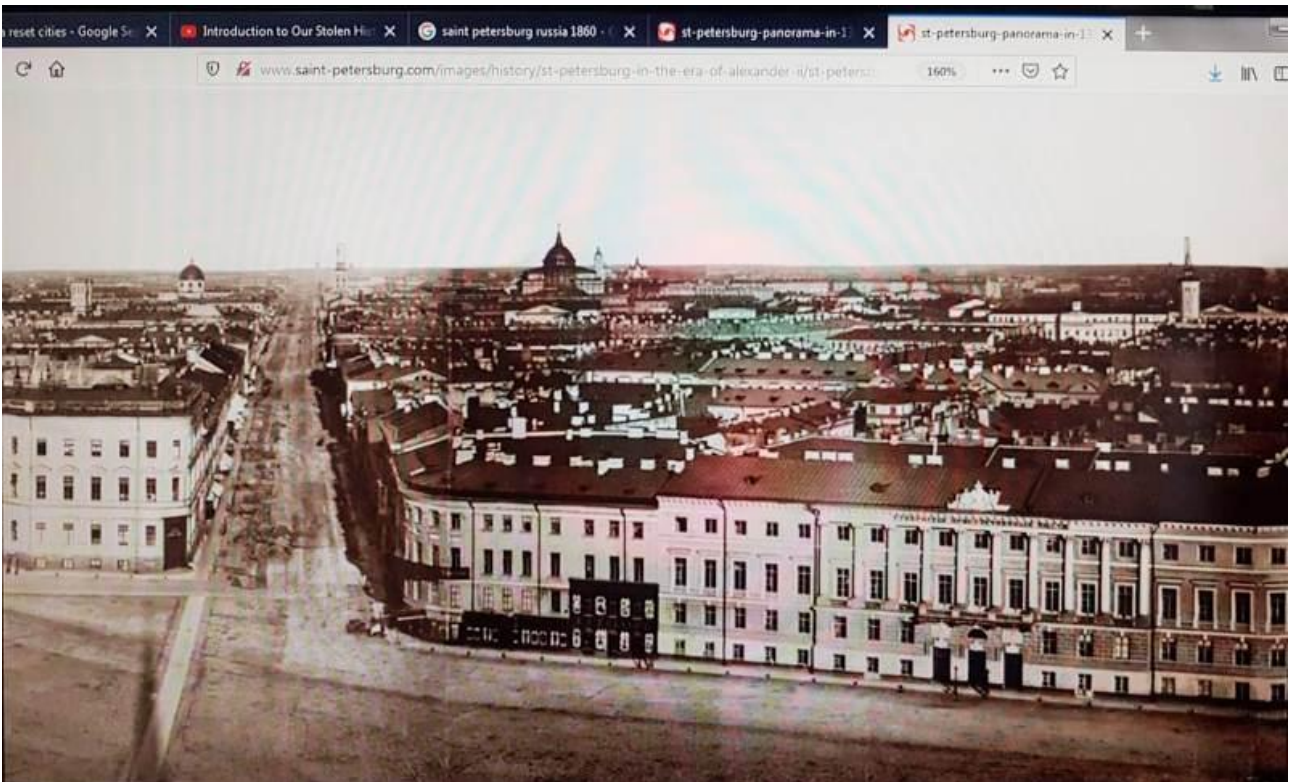 reset cities - Google Se
Introduction to Our Stolen His
saint petersburg russia 1860 -
st-petersburg-panorama-in-1
st-petersburg-panorama-in-1
www.saint-petersburg.com/images/history/st-petersburg-in-the-era-of-alexander-ii/st-petersb
160%